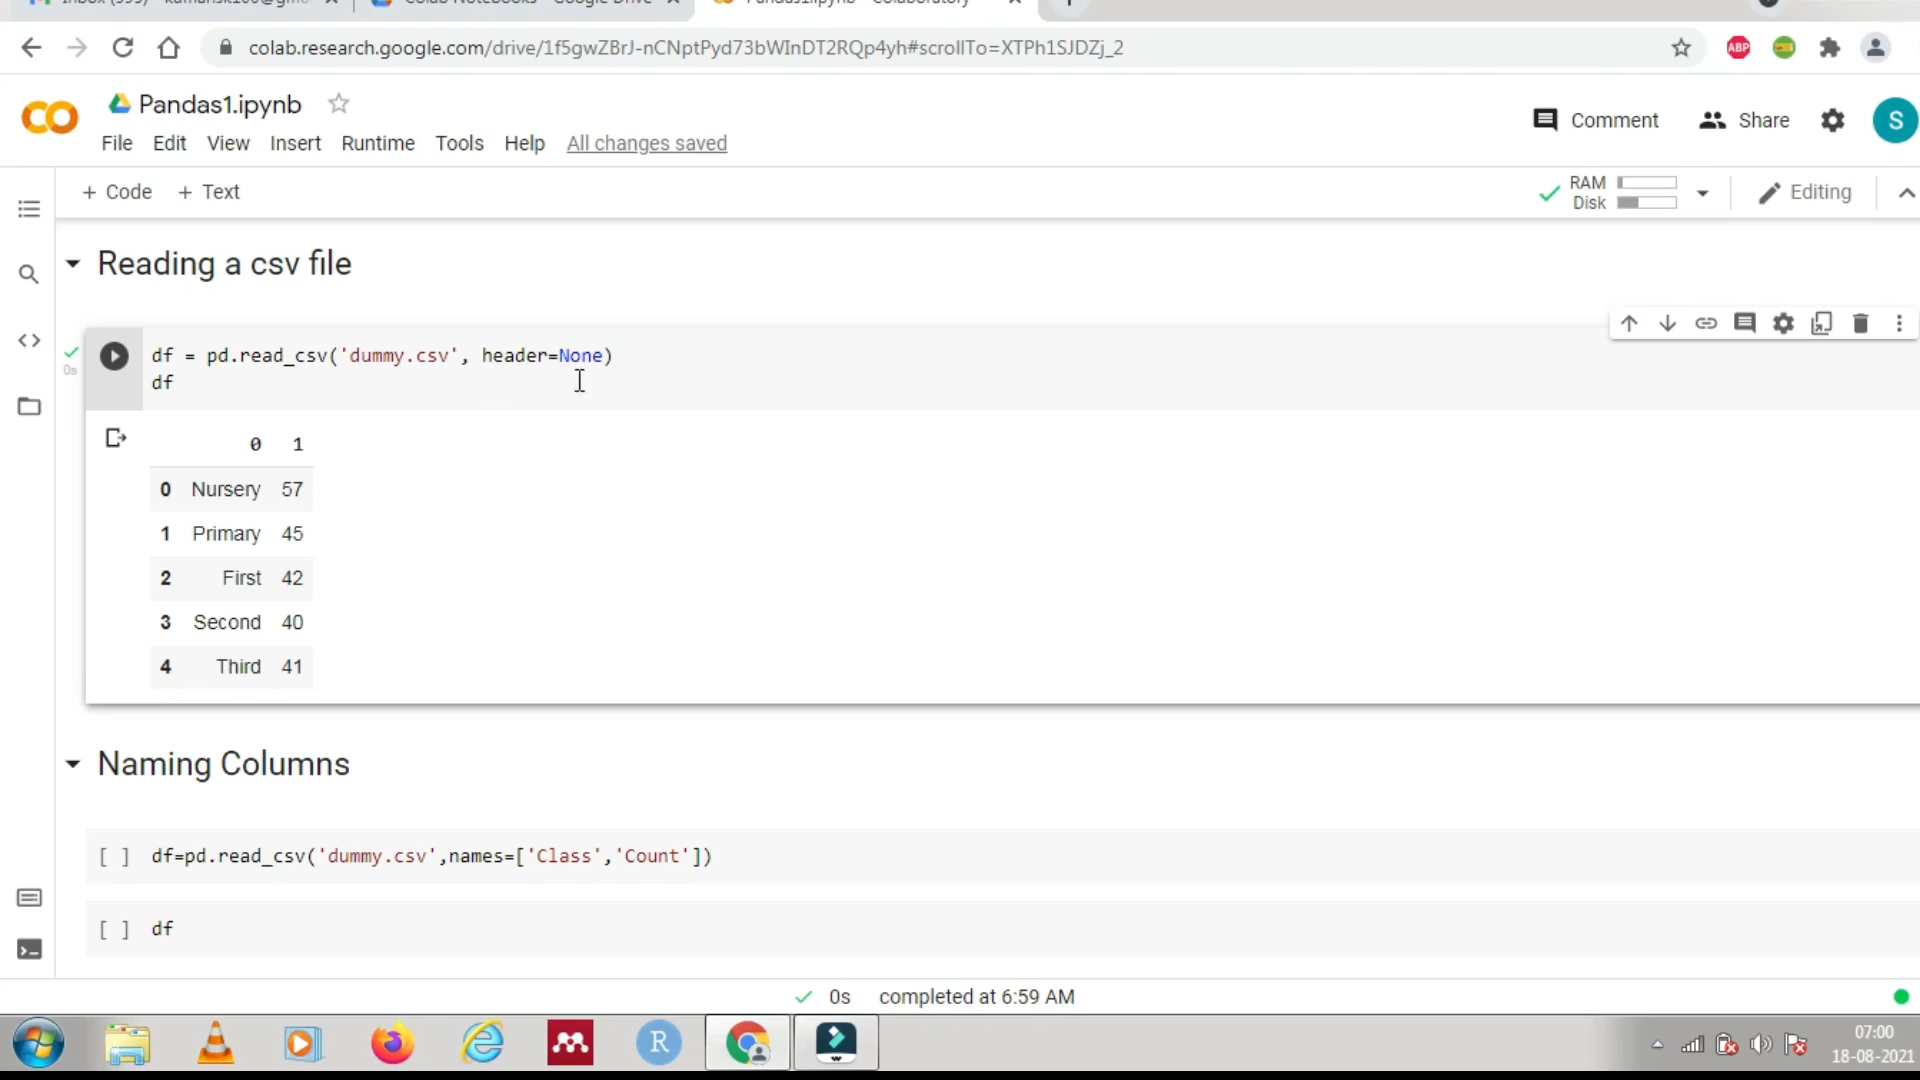 colab.research.google.com/drive/1f5gwZBrJ-nCNptPyd73bWInDT2RQp4yh#scrollTo=XTPh1SJDZj_2
ABP
CO Pandas1.ipynb
Comment Share S
File Edit View Insert Runtime Tools Help All changes saved
+ Code + Text
RAM
Disk
Editing
Reading a csv file
df = pd.read_csv('dummy.csv', header=None)
df
0s
0 1
0 Nursery 57
1 Primary 45
2 First 42
3 Second 40
4 Third 41
Naming Columns
[ ] df=pd.read_csv('dummy.csv',names=['Class','Count'])
[ ] df
0s completed at 6:59 AM
R
07:00
18-08-2021